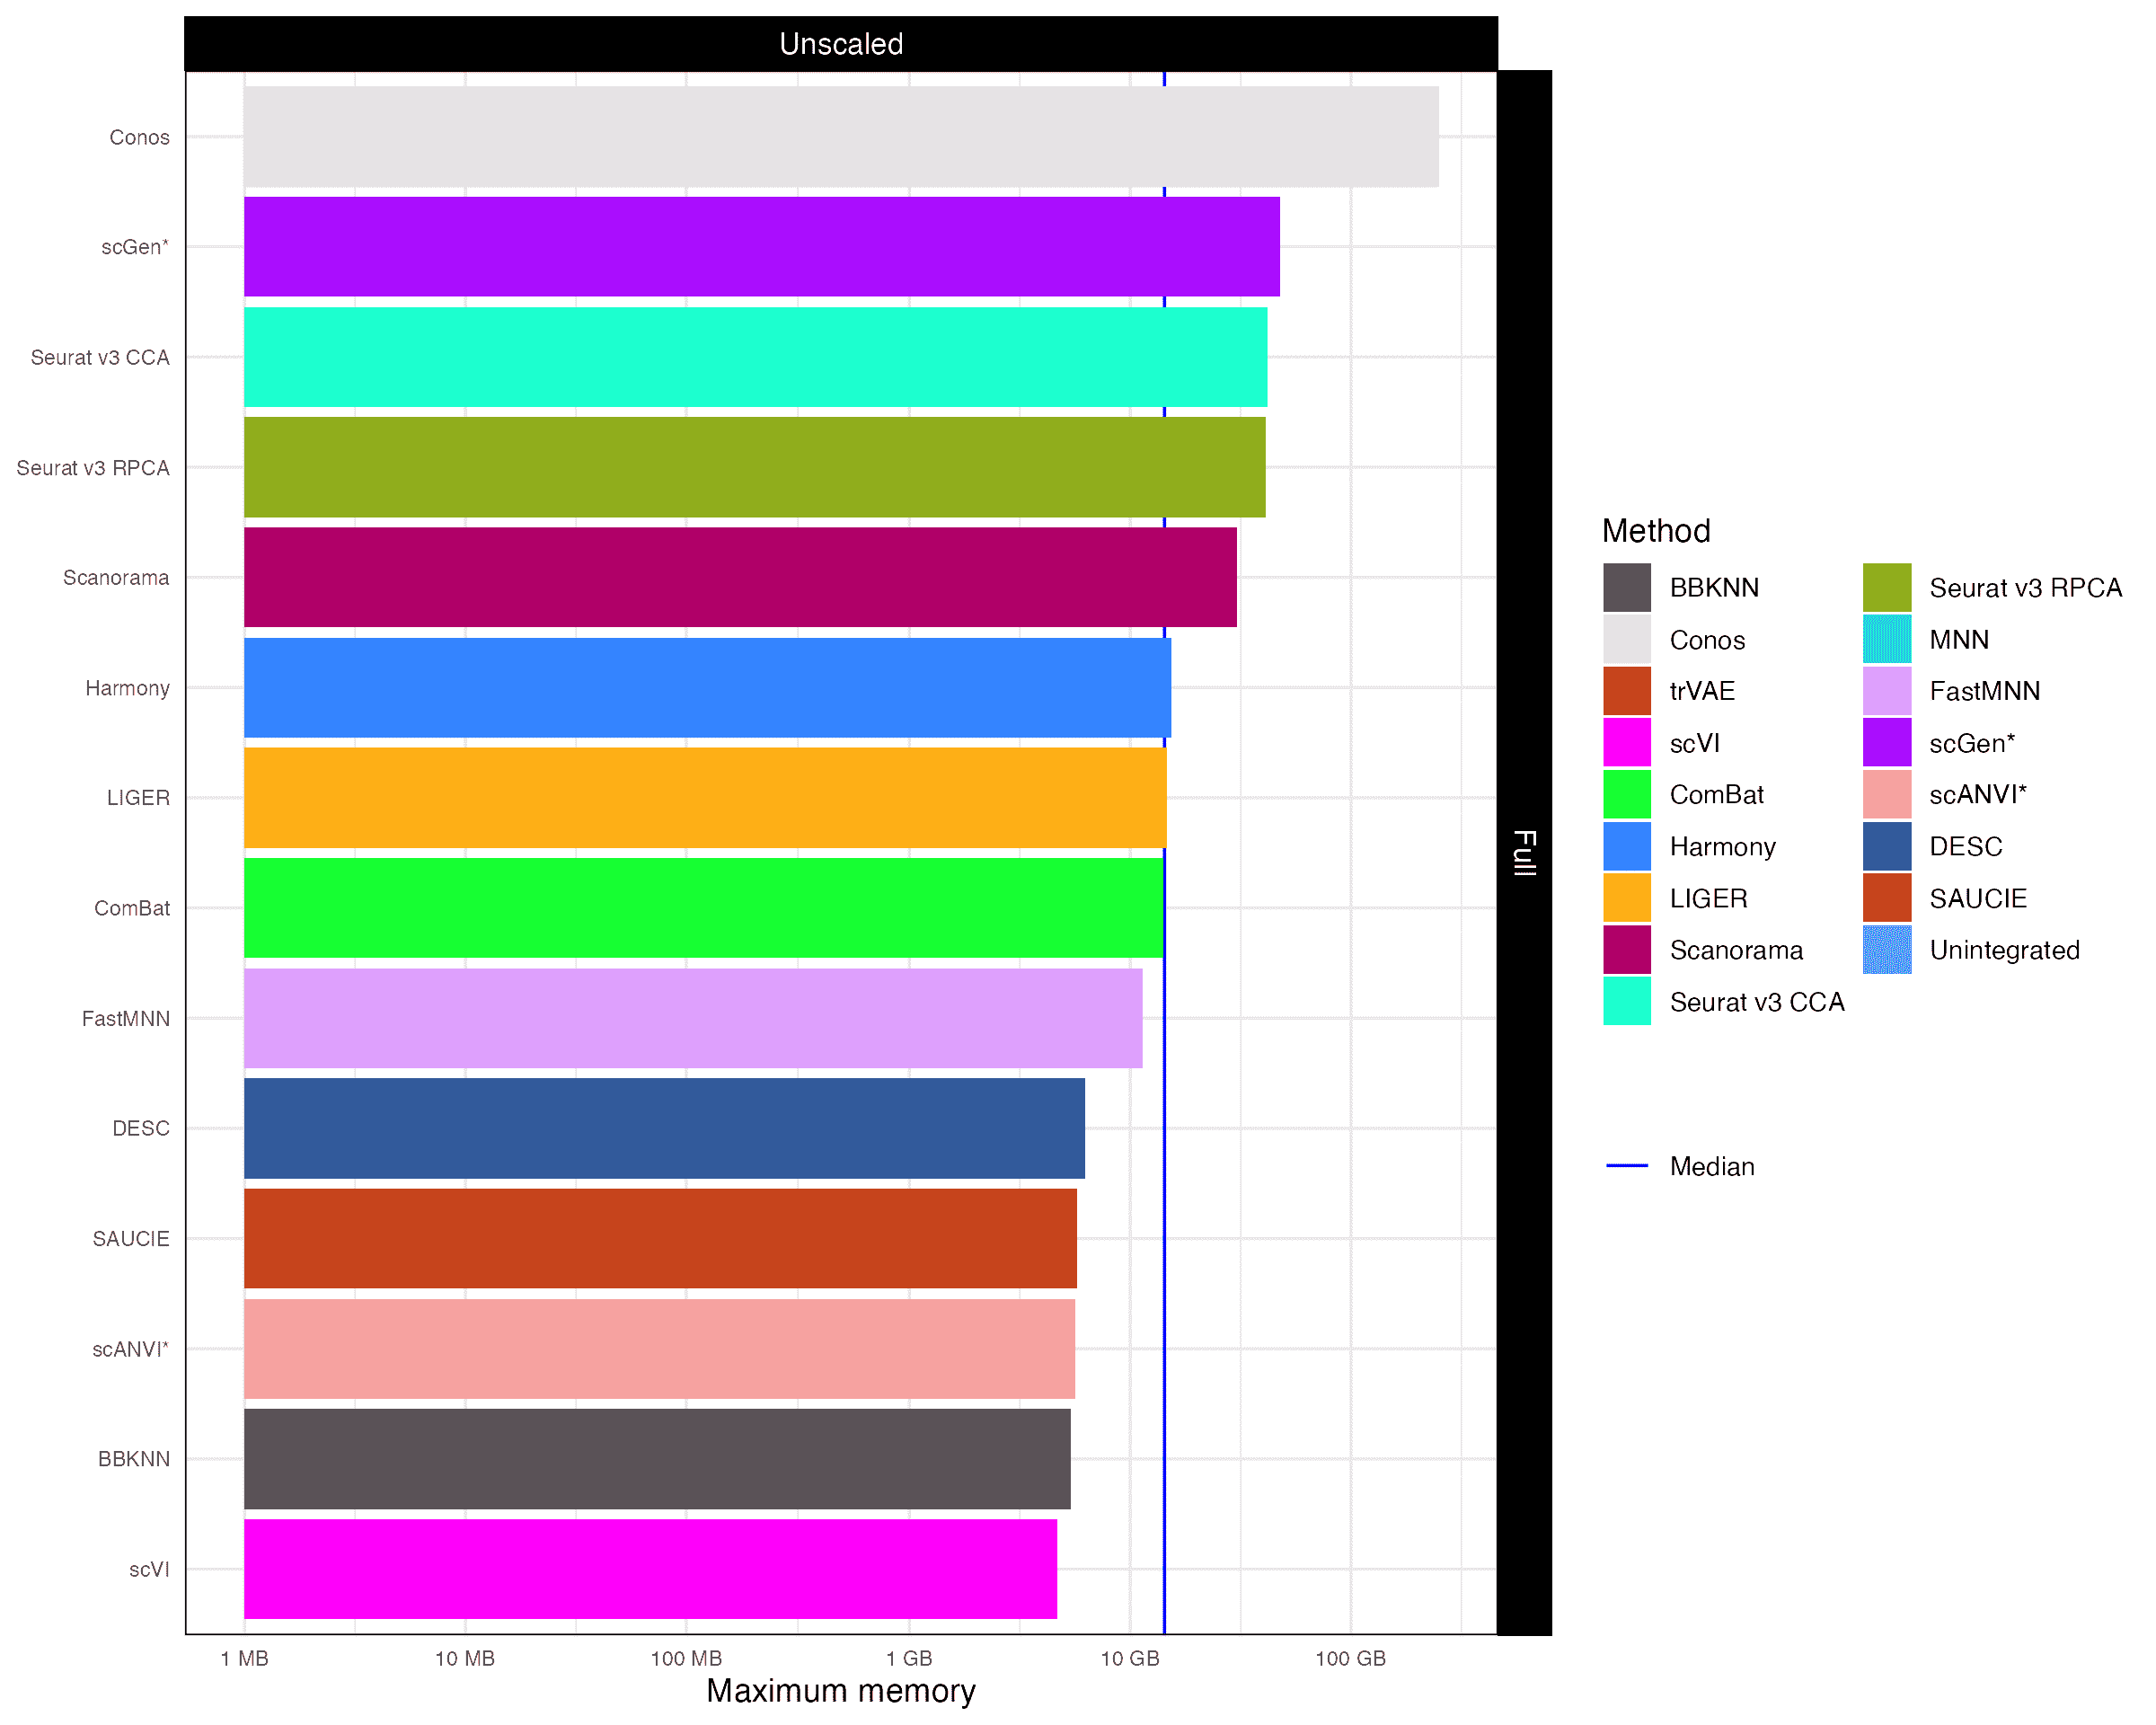 Unscaled
Full
Conos
scGen*
Seurat v3 CCA
Seurat v3 RPCA
Scanorama
Harmony
LIGER
ComBat
FastMNN
DESC
SAUCIE
scANVI*
BBKNN
scVI
1 MB
10 MB
100 MB
1 GB
10 GB
100 GB
Maximum memory
Method
BBKNN
Conos
trVAE
scVI
ComBat
Harmony
LIGER
Scanorama
Seurat v3 CCA
Seurat v3 RPCA
MNN
FastMNN
scGen*
scANVI*
DESC
SAUCIE
Unintegrated
Median